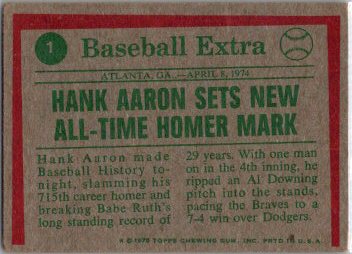 1
Baseball Extra
ATLANTA, GA.—APRIL 8, 1974
HANK AARON SETS NEW
ALL-TIME HOMER MARK
Hank Aaron made
Baseball History to-
night, slamming his
715th career homer and
breaking Babe Ruth's
long standing record of
29 years. With one man
on in the 4th inning, he
ripped an Al Downing
pitch into the stands,
pacing the Braves to a
7-4 win over Dodgers.
© 1975 TOPPS CHEWING GUM, INC. PRTD IN U.S.A.